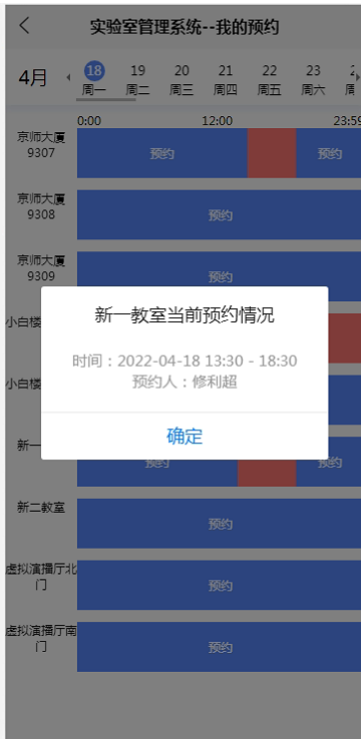 实验室管理系统--我的预约
4月
18 19 20 21 22 23
周一 周二 周三 周四 周五 周六
0:00 12:00 23:59
京师大厦
9307
预约 预约
京师大厦
9308
预约
京师大厦
9309
预约
小白楼
新一教室当前预约情况
时间：2022-04-18 13:30 - 18:30
预约人：修利超
小白楼
确定
新一
预约 预约
新二教室
预约
虚拟演播厅北
门
预约
虚拟演播厅南
门
预约